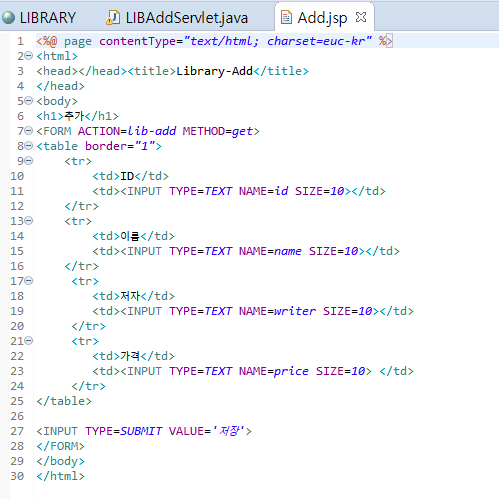 LIBRARY LIBAddServlet.java Add.jsp
1 <%@ page contentType="text/html; charset=euc-kr" %>
2 <html>
3 <head></head><title>Library-Add</title>
4 </head>
5 <body>
6 <h1>추가</h1>
7 <FORM ACTION=lib-add METHOD=get>
8 <table border="1">
9 <tr>
10 <td>ID</td>
11 <td><INPUT TYPE=TEXT NAME=id SIZE=10></td>
12 </tr>
13 <tr>
14 <td>이름</td>
15 <td><INPUT TYPE=TEXT NAME=name SIZE=10></td>
16 </tr>
17 <tr>
18 <td>저자</td>
19 <td><INPUT TYPE=TEXT NAME=writer SIZE=10></td>
20 </tr>
21 <tr>
22 <td>가격</td>
23 <td><INPUT TYPE=TEXT NAME=price SIZE=10> </td>
24 </tr>
25 </table>
26
27 <INPUT TYPE=SUBMIT VALUE='저장'>
28 </FORM>
29 </body>
30 </html>